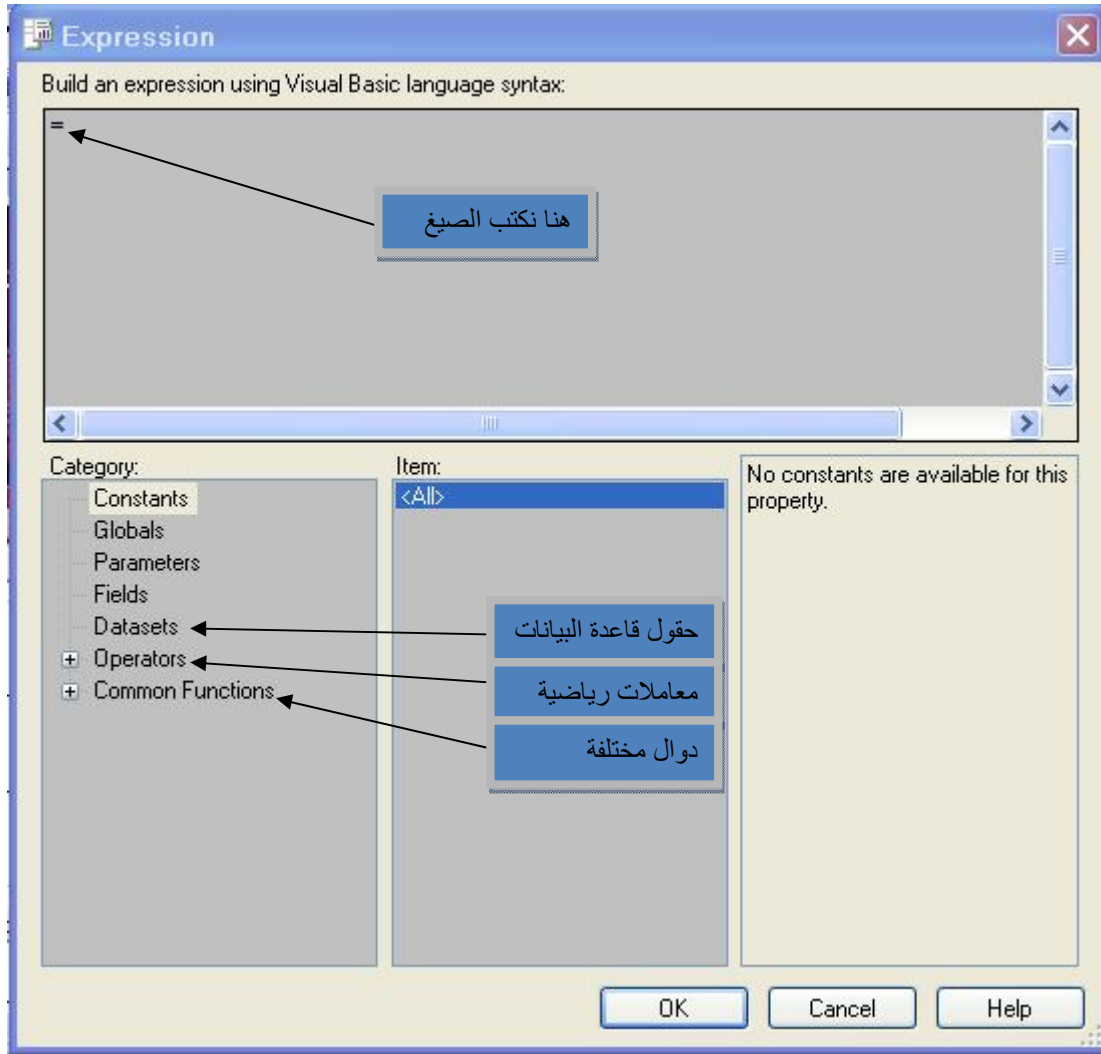 Expression
Build an expression using Visual Basic language syntax:
=
هنا نكتب الصيغ
Category:
Constants
Globals
Parameters
Fields
Datasets
Operators
Common Functions
Item:
<All>
حقول قاعدة البيانات
معاملات رياضية
دوال مختلفة
No constants are available for this
property.
OK
Cancel
Help